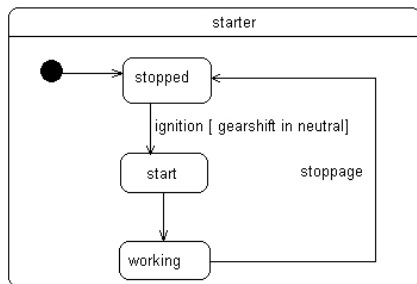 starter
stopped
ignition [ gearshift in neutral]
start
stoppage
working